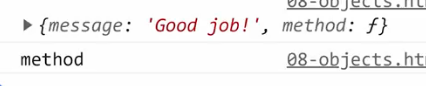 08-objects.htm
▶ {message: 'Good job!', method: ƒ}
method 08-objects.htm